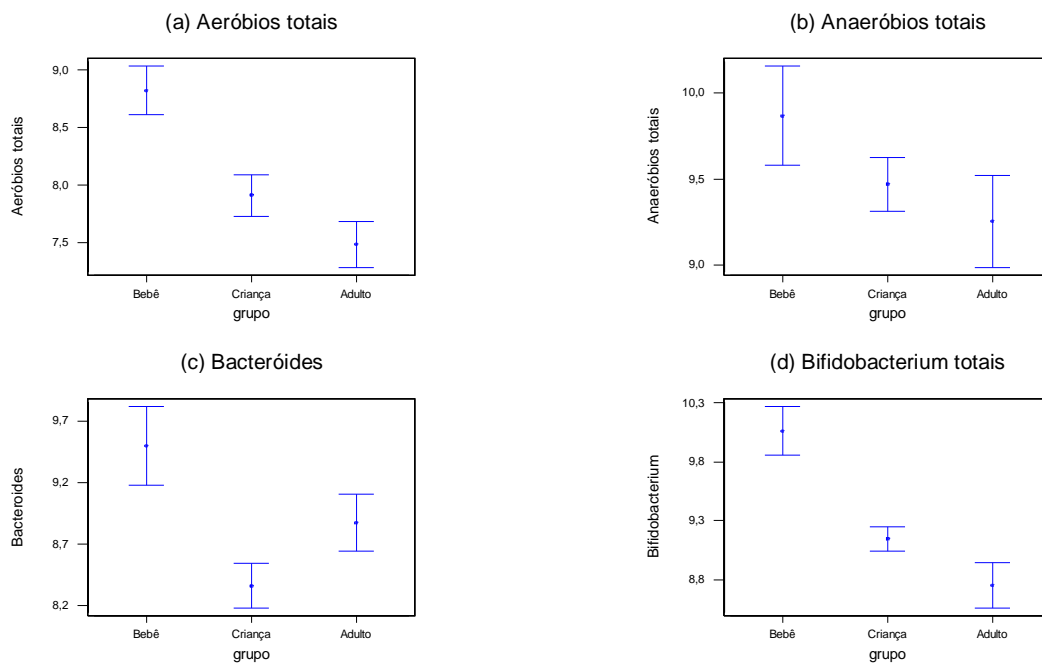 (a) Aeróbios totais
9,0
8,5
8,0
7,5
Aeróbios totais
Bebê Criança Adulto
grupo
(b) Anaeróbios totais
10,0
9,5
9,0
Anaeróbios totais
Bebê Criança Adulto
grupo
(c) Bacteróides
9,7
9,2
8,7
8,2
Bacteroides
Bebê Criança Adulto
grupo
(d) Bifidobacterium totais
10,3
9,8
9,3
8,8
Bifidobacterium
Bebê Criança Adulto
grupo